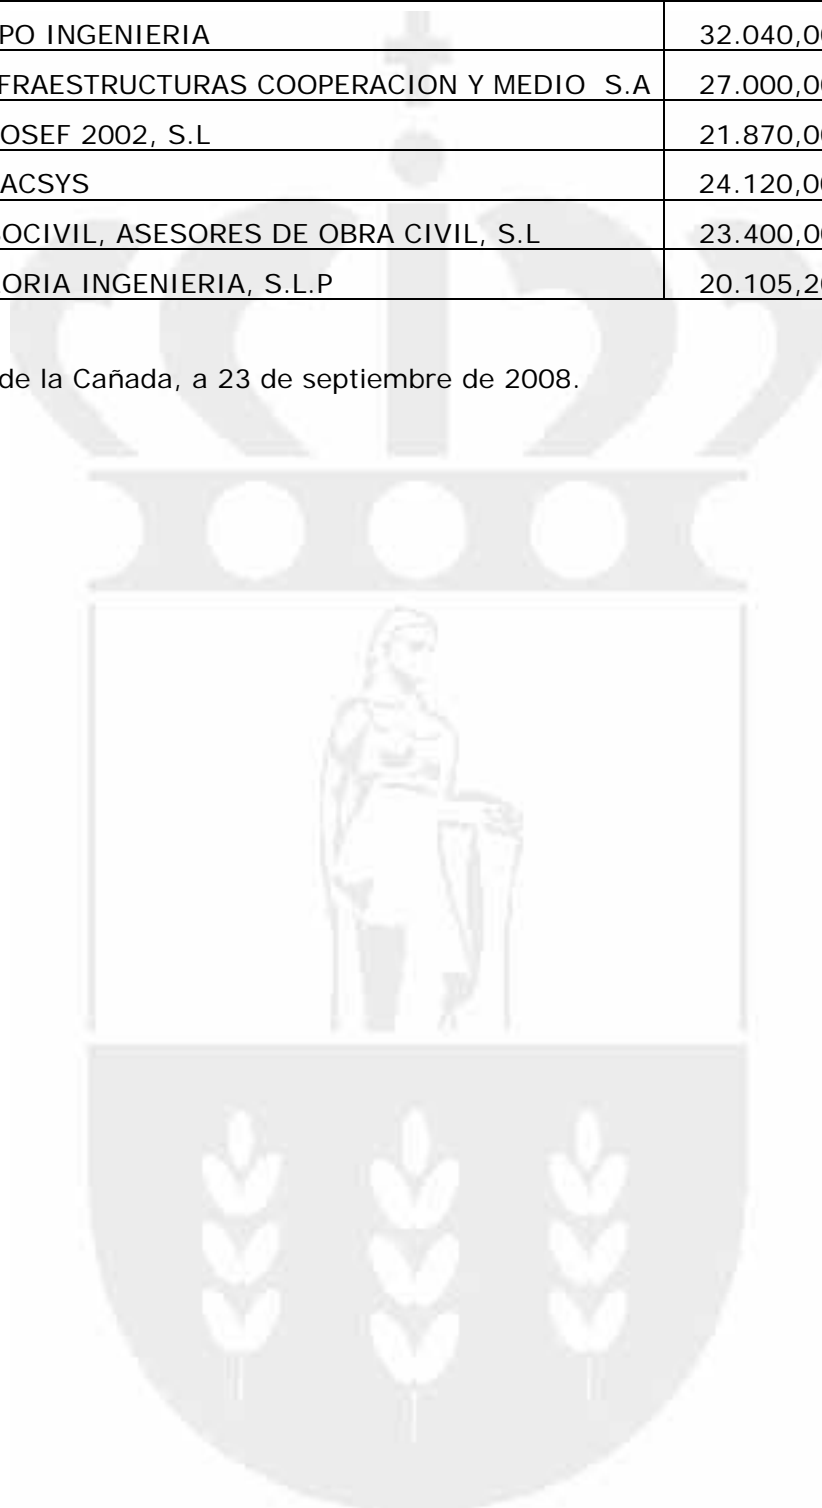 PO INGENIERIA 32.040,0
FRAESTRUCTURAS COOPERACION Y MEDIO S.A 27.000,0
OSEF 2002, S.L 21.870,0
ACSYS 24.120,0
OCIVIL, ASESORES DE OBRA CIVIL, S.L 23.400,0
ORIA INGENIERIA, S.L.P 20.105,2
de la Cañada, a 23 de septiembre de 2008.